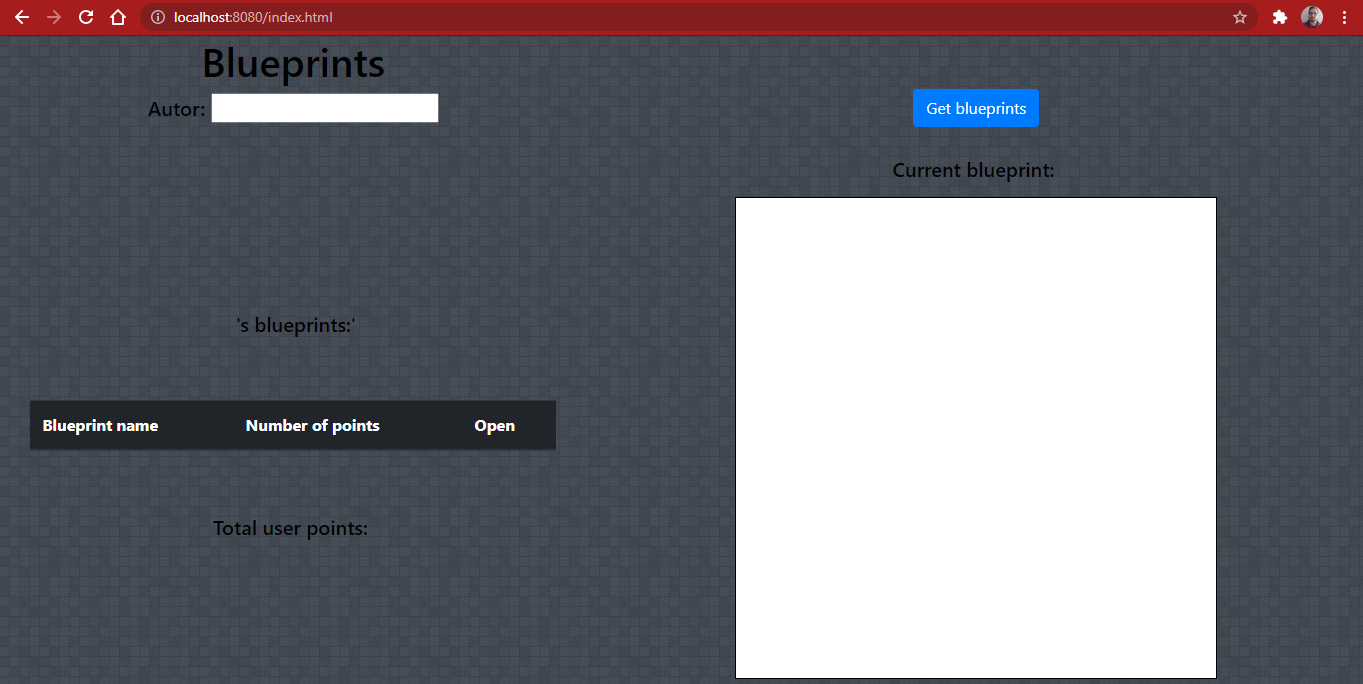 localhost:8080/index.html
Blueprints
Autor:
Get blueprints
Current blueprint:
's blueprints:'
Blueprint name Number of points Open
Total user points: